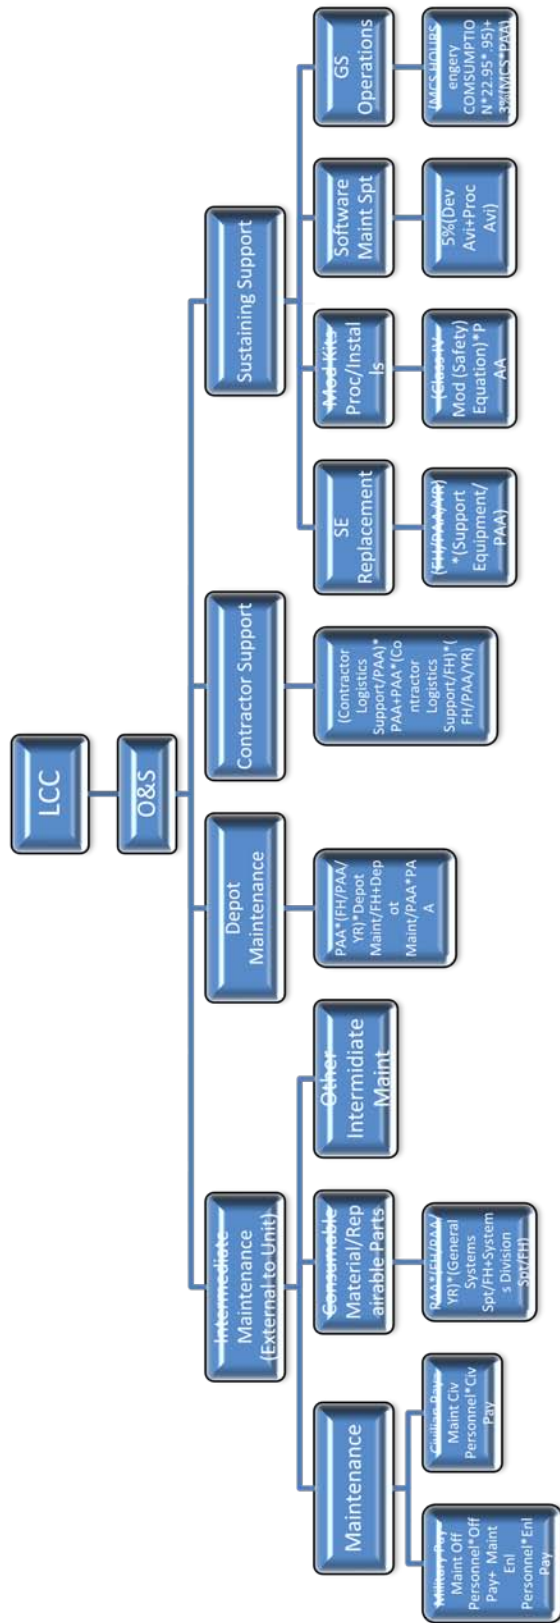 LCC
O&S
Intermediate
Maintenance
(External to Unit)
Depot
Maintenance
Contractor Support
Sustaining Support
Maintenance
Consumable
Material/Rep
airable Parts
Other
Intermidiate
Maint
PAA*(FH/PAA/
YR)*Depot
Maint/FH+Dep
ot
Maint/PAA*PA
A
(Contractor
Logistics
Support/PAA)*
PAA+PAA*(Co
ntractor
Logistics
Support/FH)*(
FH/PAA/YR)
SE
Replacement
Mod Kits
Proc/Instal
ls
Software
Maint Spt
GS
Operations
Military Pay
Maint Off
Personnel*Off
Pay+ Maint
Enl
Personnel*Enl
Pay
Civilian Pay
Maint Civ
Personnel*Civ
Pay
PAA*(FH/PAA/
YR)*(General
Systems
Spt/FH+System
s Division
Spt/FH)
(FH/PAA/YR)
*(Support
Equipment/
PAA)
(Class IV
Mod (Safety)
Equation)*P
AA
5%(Dev
Avi+Proc
Avi)
(MCS HOURS
engery
COMSUMPTIO
N*22.95*.95)+
3%(MCS*PAA)